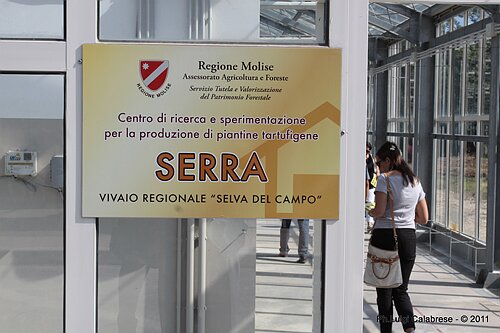 REGIONE MOLISE
Regione Molise
Assessorato Agricoltura e Foreste
Servizio Tutela e Valorizzazione
del Patrimonio Forestale
Centro di ricerca e sperimentazione
per la produzione di piantine tartufigene
SERRA
VIVAIO REGIONALE "SELVA DEL CAMPO"
Calabrese - © 2011